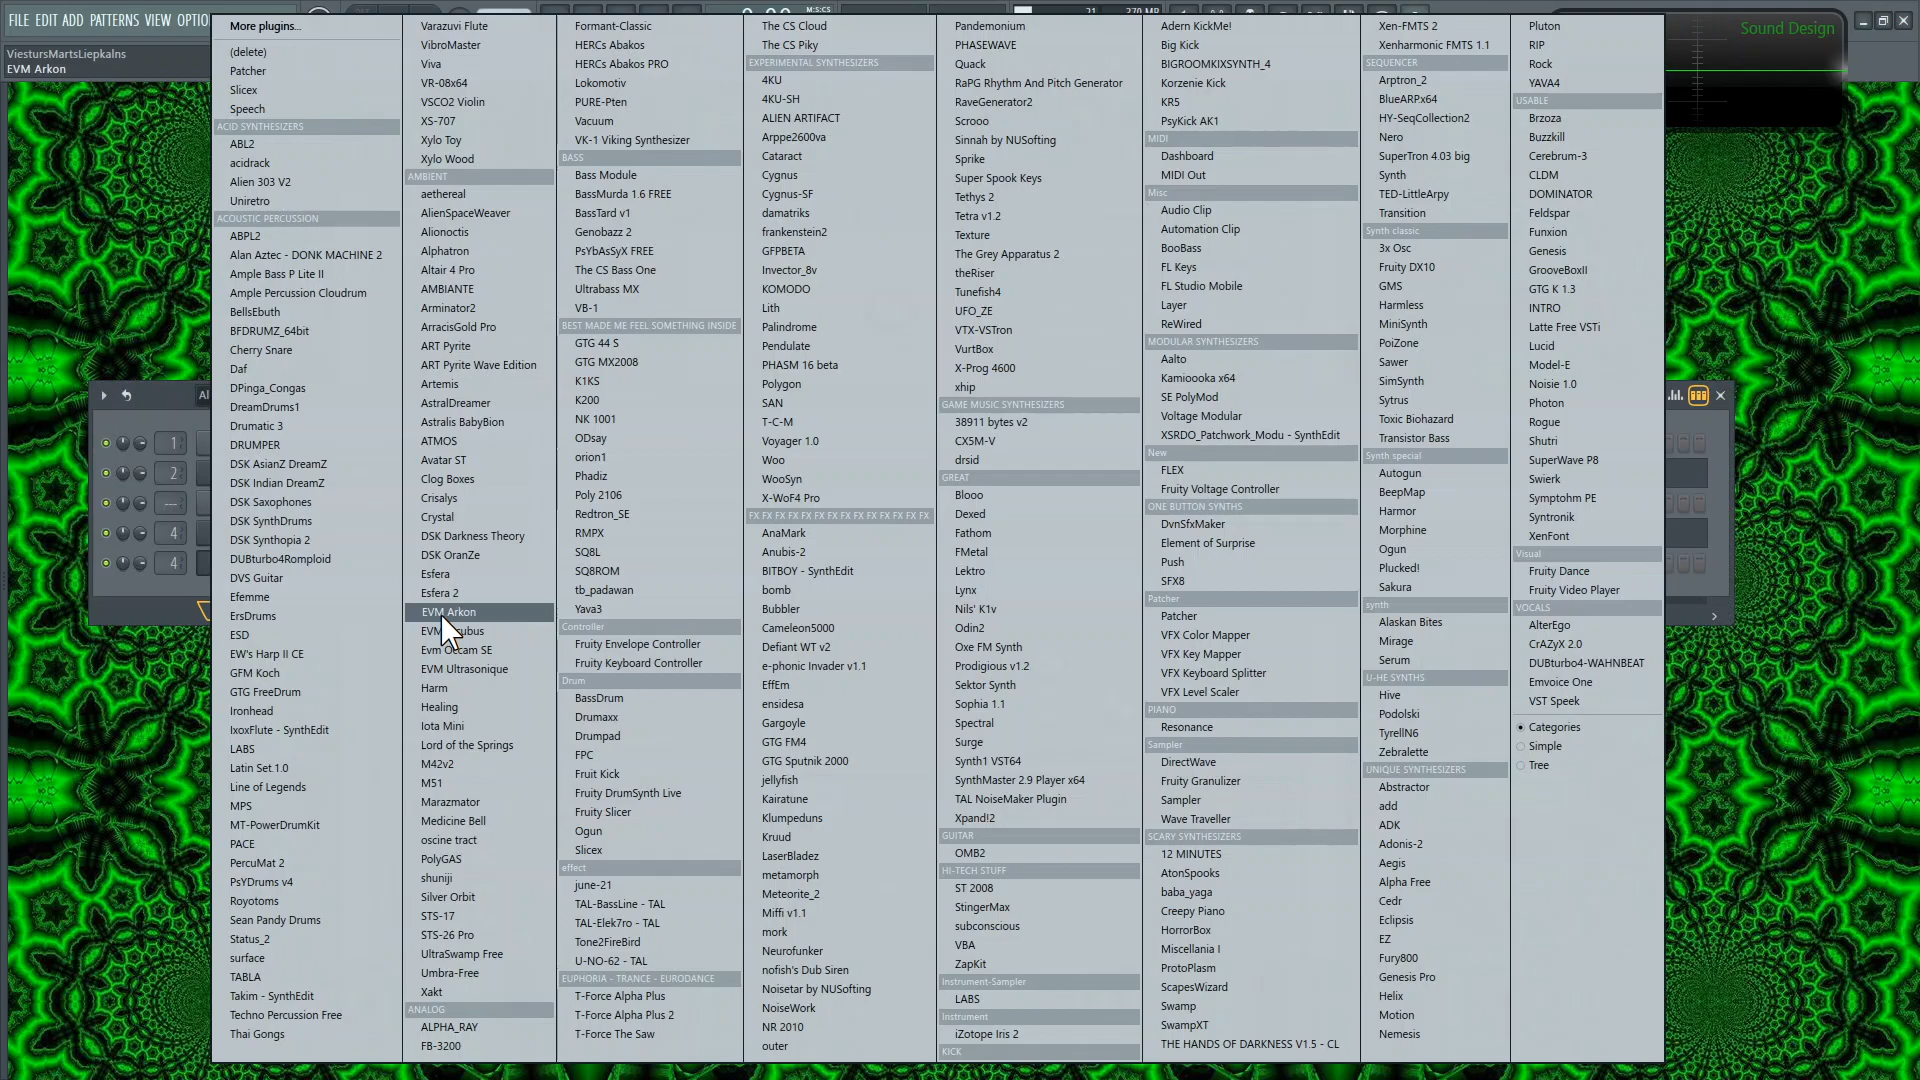 FILE EDIT ADD PATTERNS VIEW OPTIO
M:S:CS
21
270 MB
Sound Design
ViestursMartsLiepkalns
EVM Arkon
Al
1
2
---
4
4
More plugins...
(delete)
Patcher
Slicex
Speech
ACID SYNTHESIZERS
ABL2
acidrack
Alien 303 V2
Uniretro
ACOUSTIC PERCUSSION
ABPL2
Alan Aztec - DONK MACHINE 2
Ample Bass P Lite II
Ample Percussion Cloudrum
BellsEbuth
BFDRUMZ_64bit
Cherry Snare
Daf
DPinga_Congas
DreamDrums1
Drumatic 3
DRUMPER
DSK AsianZ DreamZ
DSK Indian DreamZ
DSK Saxophones
DSK SynthDrums
DSK Synthopia 2
DUBturbo4Romploid
DVS Guitar
Efemme
ErsDrums
ESD
EW's Harp II CE
GFM Koch
GTG FreeDrum
Ironhead
IxoxFlute - SynthEdit
LABS
Latin Set.1.0
Line of Legends
MPS
MT-PowerDrumKit
PACE
PercuMat 2
PsYDrums v4
Royotoms
Sean Pandy Drums
Status_2
surface
TABLA
Takim - SynthEdit
Techno Percussion Free
Thai Gongs
Varazuvi Flute
VibroMaster
Viva
VR-08x64
VSCO2 Violin
XS-707
Xylo Toy
Xylo Wood
AMBIENT
aethereal
AlienSpaceWeaver
Alionoctis
Alphatron
Altair 4 Pro
AMBIANTE
Arminator2
ArracisGold Pro
ART Pyrite
ART Pyrite Wave Edition
Artemis
AstralDreamer
Astralis BabyBion
ATMOS
Avatar ST
Clog Boxes
Crisalys
Crystal
DSK Darkness Theory
DSK OranZe
Esfera
Esfera 2
EVM Arkon
EVM
Evm Occam SE
EVM Ultrasonique
Harm
Healing
Iota Mini
Lord of the Springs
M42v2
M51
Marazmator
Medicine Bell
oscine tract
PolyGAS
shuniji
Silver Orbit
STS-17
STS-26 Pro
UltraSwamp Free
Umbra-Free
Xakt
ANALOG
ALPHA_RAY
FB-3200
Formant-Classic
HERCs Abakos
HERCs Abakos PRO
Lokomotiv
PURE-Pten
Vacuum
VK-1 Viking Synthesizer
BASS
Bass Module
BassMurda 1.6 FREE
BassTard v1
Genobazz 2
PsYbAsSyX FREE
The CS Bass One
Ultrabass MX
VB-1
BEST MADE ME FEEL SOMETHING INSIDE
GTG 44 S
GTG MX2008
K1KS
K200
NK 1001
ODsay
orion1
Phadiz
Poly 2106
Redtron_SE
RMPX
SQ8L
SQ8ROM
tb_padawan
Yava3
Controller
Fruity Envelope Controller
Fruity Keyboard Controller
Drum
BassDrum
Drumaxx
Drumpad
FPC
Fruit Kick
Fruity DrumSynth Live
Fruity Slicer
Ogun
Slicex
effect
june-21
TAL-BassLine - TAL
TAL-Elek7ro - TAL
Tone2FireBird
U-NO-62 - TAL
EUPHORIA - TRANCE - EURODANCE
T-Force Alpha Plus
T-Force Alpha Plus 2
T-Force The Saw
The CS Cloud
The CS Piky
EXPERIMENTAL SYNTHESIZERS
4KU
4KU-SH
ALIEN ARTIFACT
Arppe2600va
Cataract
Cygnus
Cygnus-SF
damatriks
frankenstein2
GFPBETA
Invector_8v
KOMODO
Lith
Palindrome
Pendulate
PHASM 16 beta
Polygon
SAN
T-C-M
Voyager 1.0
Woo
WooSyn
X-WoF4 Pro
FX FX FX FX FX FX FX FX FX FX FX FX FX FX
AnaMark
Anubis-2
BITBOY - SynthEdit
bomb
Bubbler
Cameleon5000
Defiant WT v2
e-phonic Invader v1.1
EffEm
ensidesa
Gargoyle
GTG FM4
GTG Sputnik 2000
jellyfish
Kairatune
Klumpeduns
Kruud
LaserBladez
metamorph
Meteorite_2
Miffi v1.1
mork
Neurofunker
nofish's Dub Siren
Noisetar by NUSofting
NoiseWork
NR 2010
outer
Pandemonium
PHASEWAVE
Quack
RaPG Rhythm And Pitch Generator
RaveGenerator2
Scrooo
Sinnah by NUSofting
Sprike
Super Spook Keys
Tethys 2
Tetra v1.2
Texture
The Grey Apparatus 2
theRiser
Tunefish4
UFO_ZE
VTX-VSTron
VurtBox
X-Prog 4600
xhip
GAME MUSIC SYNTHESIZERS
38911 bytes v2
CX5M-V
drsid
GREAT
Blooo
Dexed
Fathom
FMetal
Lektro
Lynx
Nils' K1v
Odin2
Oxe FM Synth
Prodigious v1.2
Sektor Synth
Sophia 1.1
Spectral
Surge
Synth1 VST64
SynthMaster 2.9 Player x64
TAL NoiseMaker Plugin
Xpand!2
GUITAR
OMB2
HI-TECH STUFF
ST 2008
StingerMax
subconscious
VBA
ZapKit
Instrument-Sampler
LABS
Instrument
iZotope Iris 2
KICK
Adern KickMe!
Big Kick
BIGROOMKIXSYNTH_4
Korzenie Kick
KR5
PsyKick AK1
MIDI
Dashboard
MIDI Out
Misc
Audio Clip
Automation Clip
BooBass
FL Keys
FL Studio Mobile
Layer
ReWired
MODULAR SYNTHESIZERS
Aalto
Kamioooka x64
SE PolyMod
Voltage Modular
XSRDO_Patchwork_Modu - SynthEdit
New
FLEX
Fruity Voltage Controller
ONE BUTTON SYNTHS
DvnSfxMaker
Element of Surprise
Push
SFX8
Patcher
Patcher
VFX Color Mapper
VFX Key Mapper
VFX Keyboard Splitter
VFX Level Scaler
PIANO
Resonance
Sampler
DirectWave
Fruity Granulizer
Sampler
Wave Traveller
SCARY SYNTHESIZERS
12 MINUTES
AtonSpooks
baba_yaga
Creepy Piano
HorrorBox
Miscellania I
ProtoPlasm
ScapesWizard
Swamp
SwampXT
THE HANDS OF DARKNESS V1.5 - CL
Xen-FMTS 2
Xenharmonic FMTS 1.1
SEQUENCER
Arptron_2
BlueARPx64
HY-SeqCollection2
Nero
SuperTron 4.03 big
Synth
TED-LittleArpy
Transition
Synth classic
3x Osc
Fruity DX10
GMS
Harmless
MiniSynth
PoiZone
Sawer
SimSynth
Sytrus
Toxic Biohazard
Transistor Bass
Synth special
Autogun
BeepMap
Harmor
Morphine
Ogun
Plucked!
Sakura
synth
Alaskan Bites
Mirage
Serum
U-HE SYNTHS
Hive
Podolski
TyrellN6
Zebralette
UNIQUE SYNTHESIZERS
Abstractor
add
ADK
Adonis-2
Aegis
Alpha Free
Cedr
Eclipsis
EZ
Fury800
Genesis Pro
Helix
Motion
Nemesis
Pluton
RIP
Rock
YAVA4
USABLE
Brzoza
Buzzkill
Cerebrum-3
CLDM
DOMINATOR
Feldspar
Funxion
Genesis
GrooveBoxII
GTG K 1.3
INTRO
Latte Free VSTi
Lucid
Model-E
Noisie 1.0
Photon
Rogue
Shutri
SuperWave P8
Swierk
Symptohm PE
Syntronik
XenFont
Visual
Fruity Dance
Fruity Video Player
VOCALS
AlterEgo
CrAZyX 2.0
DUBturbo4-WAHNBEAT
Emvoice One
VST Speek
Categories
Simple
Tree